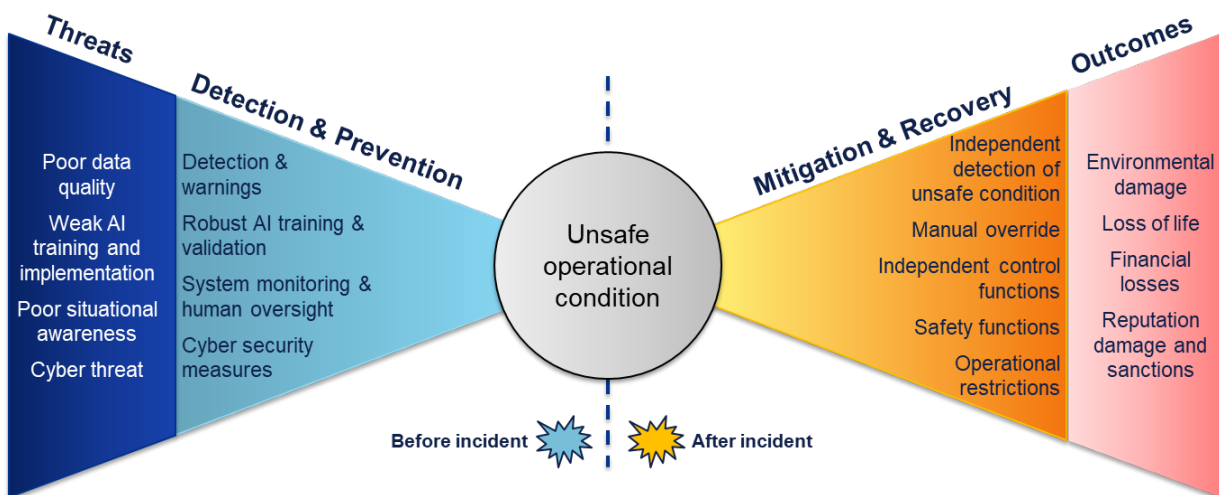 Threats
Detection & Prevention
Mitigation & Recovery
Outcomes
Poor data
quality
Weak AI
training and
implementation
Poor situational
awareness
Cyber threat
Detection &
warnings
Robust AI training &
validation
System monitoring &
human oversight
Cyber security
measures
Unsafe
operational
condition
Independent
detection of
unsafe condition
Manual override
Independent control
functions
Safety functions
Operational
restrictions
Environmental
damage
Loss of life
Financial
losses
Reputation
damage and
sanctions
Before incident
After incident